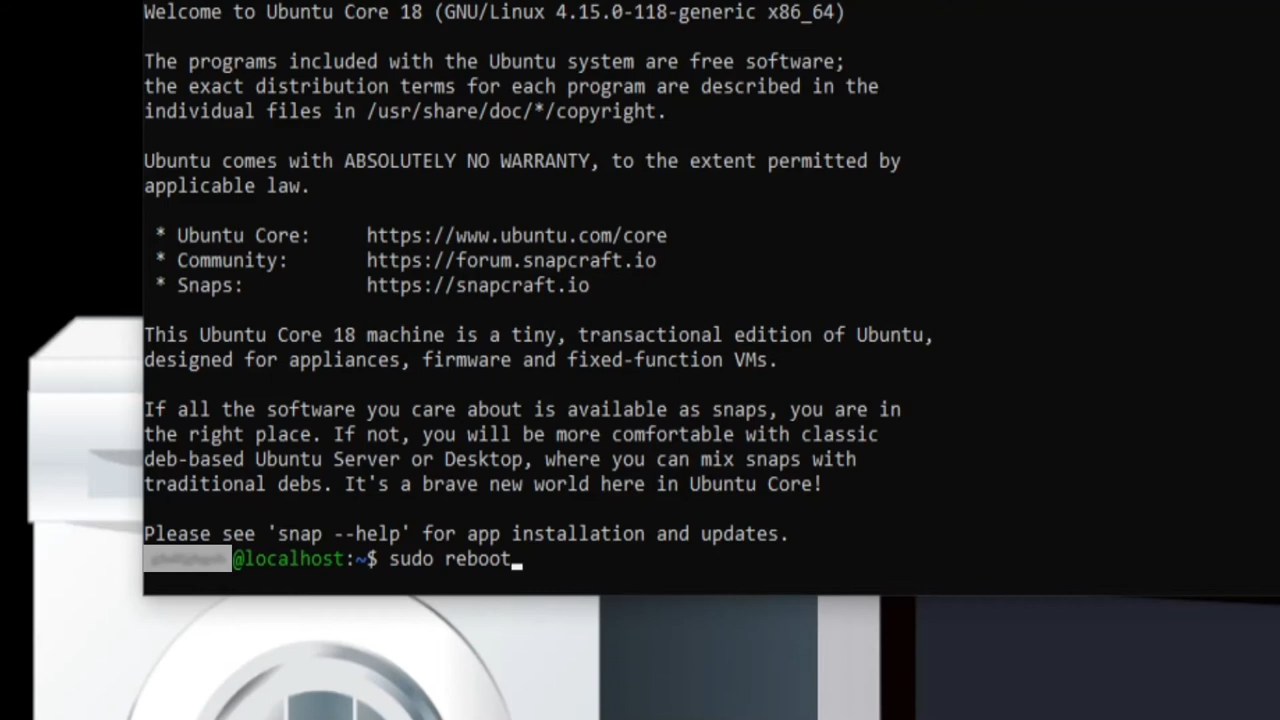 Welcome to Ubuntu Core 18 (GNU/Linux 4.15.0-118-generic x86_64)
The programs included with the Ubuntu system are free software;
the exact distribution terms for each program are described in the
individual files in /usr/share/doc/*/copyright.
Ubuntu comes with ABSOLUTELY NO WARRANTY, to the extent permitted by
applicable law.
* Ubuntu Core: https://www.ubuntu.com/core
* Community: https://forum.snapcraft.io
* Snaps: https://snapcraft.io
This Ubuntu Core 18 machine is a tiny, transactional edition of Ubuntu,
designed for appliances, firmware and fixed-function VMs.
If all the software you care about is available as snaps, you are in
the right place. If not, you will be more comfortable with classic
deb-based Ubuntu Server or Desktop, where you can mix snaps with
traditional debs. It's a brave new world here in Ubuntu Core!
Please see 'snap --help' for app installation and updates.
@localhost:~$ sudo reboot